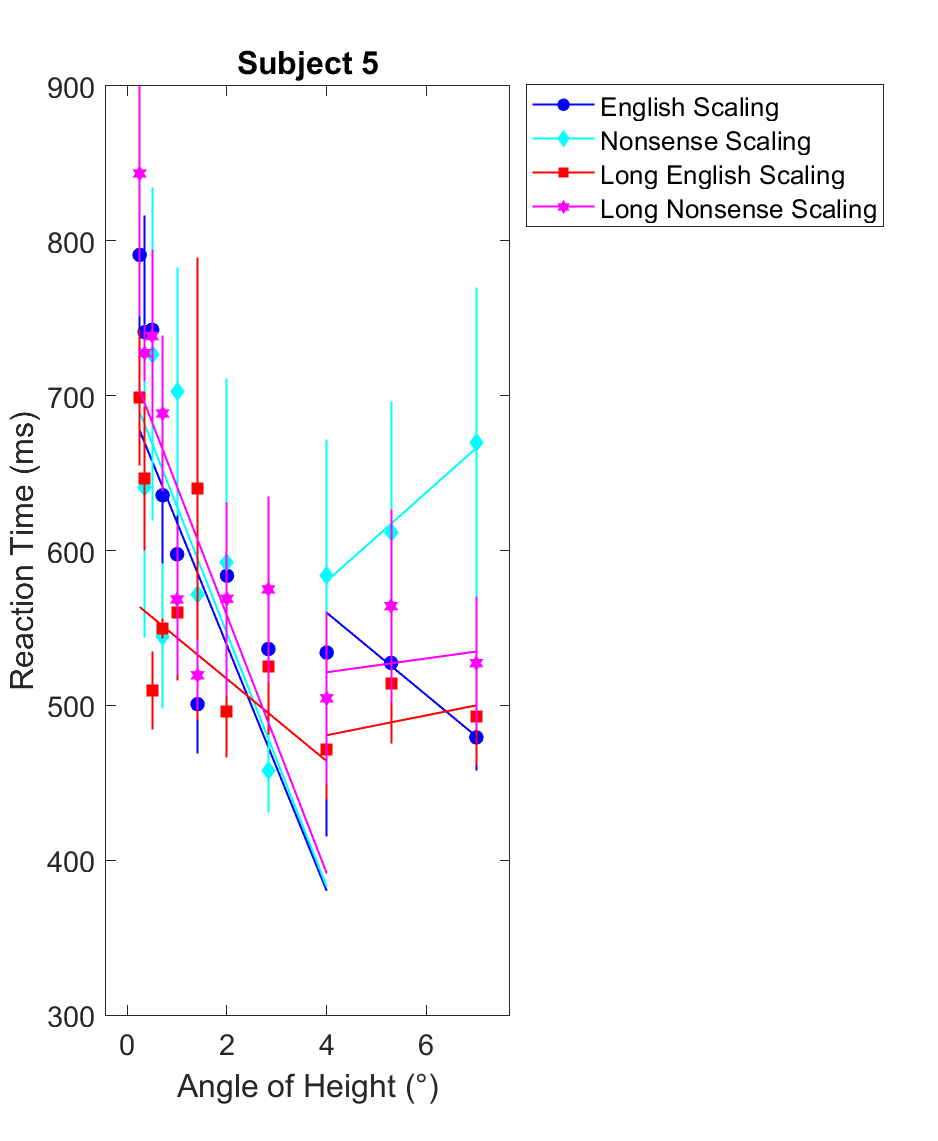 Subject 5
English Scaling
Nonsense Scaling
Long English Scaling
Long Nonsense Scaling
900
800
700
600
500
400
300
Reaction Time (ms)
0 2 4 6
Angle of Height (°)